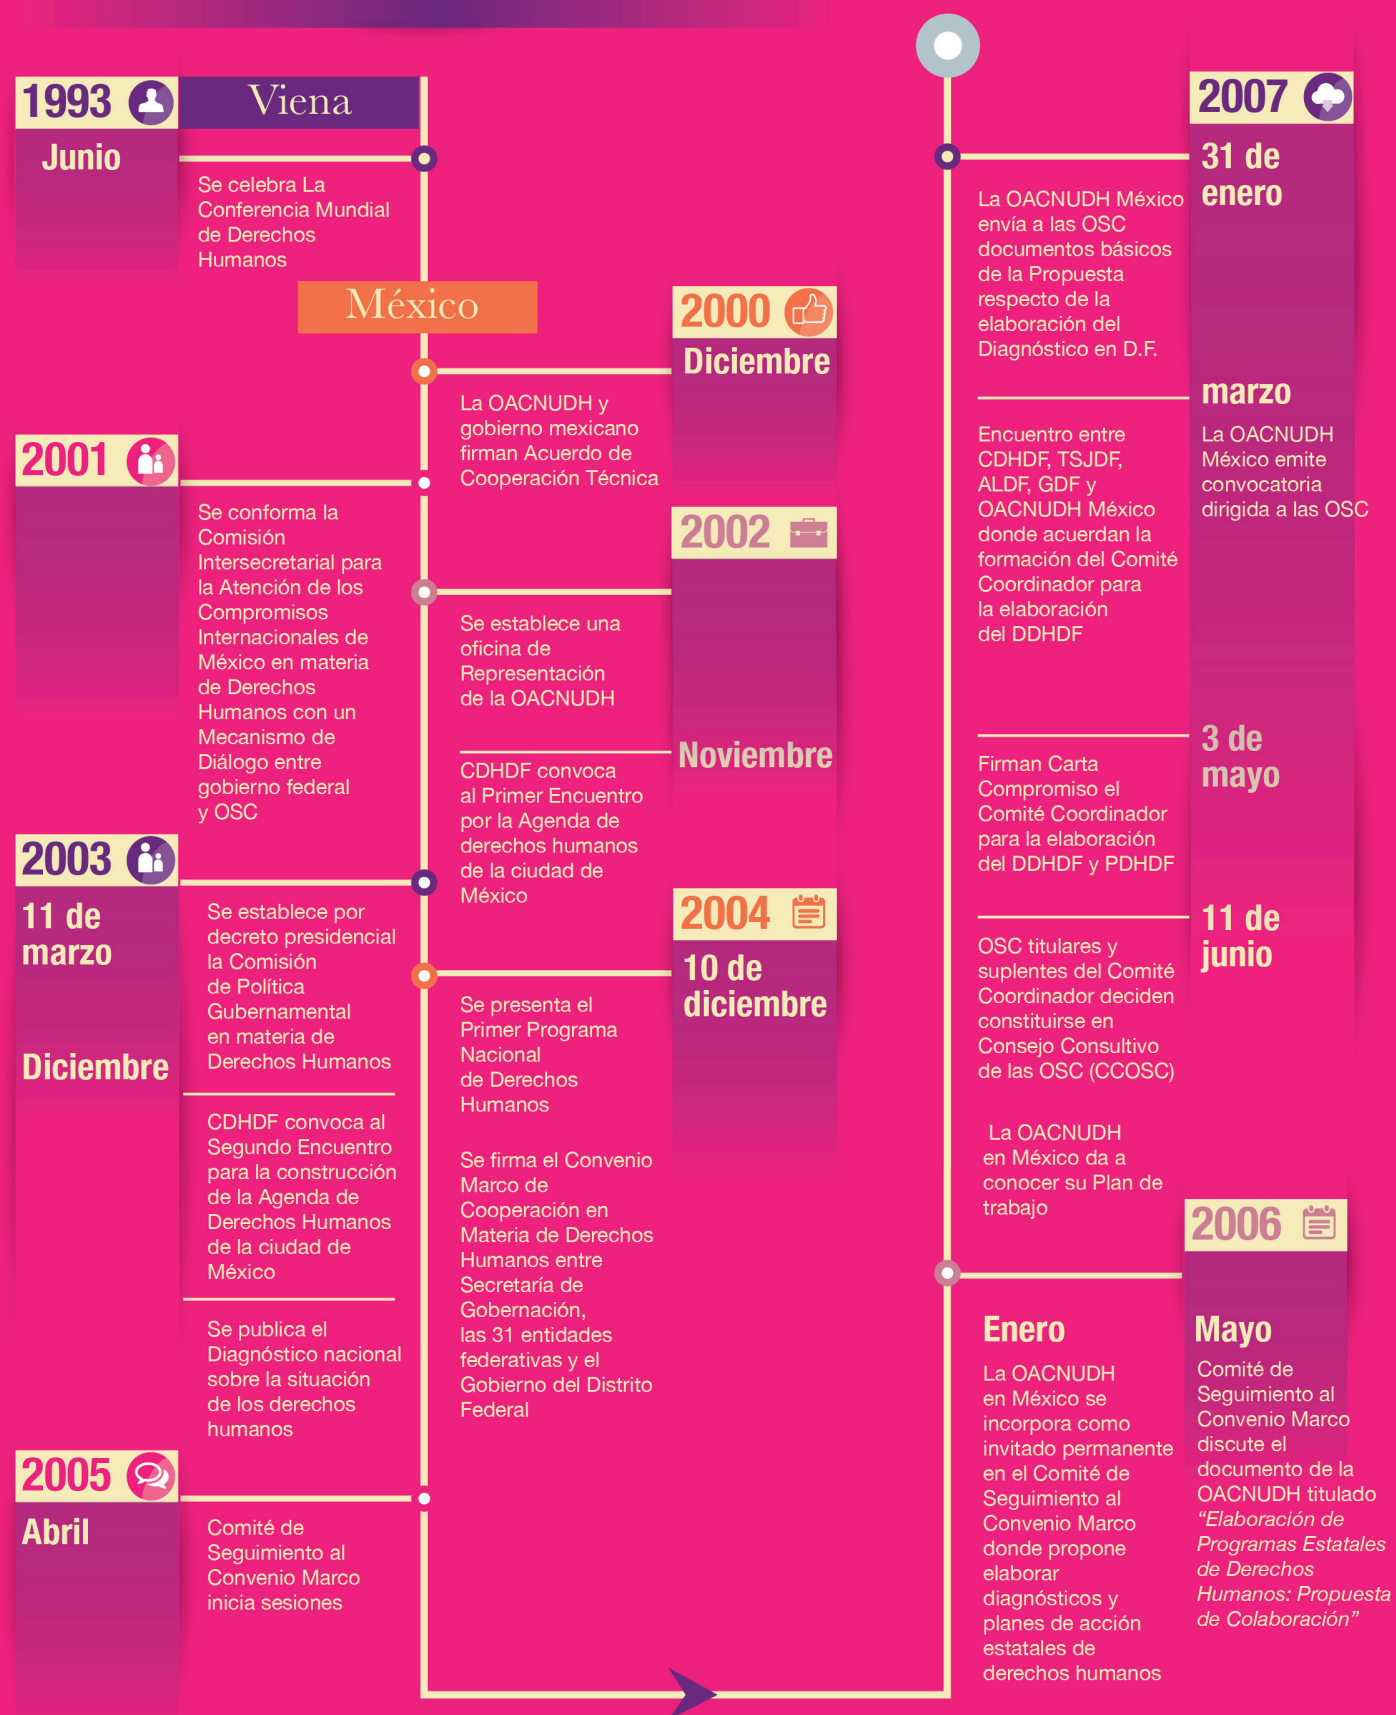 1993
Viena
Junio
Se celebra La
Conferencia Mundial
de Derechos
Humanos
México
2000
Diciembre
La OACNUDH y
gobierno mexicano
firman Acuerdo de
Cooperación Técnica
2001
Se conforma la
Comisión
Intersecretarial para
la Atención de los
Compromisos
Internacionales de
México en materia
de Derechos
Humanos con un
Mecanismo de
Diálogo entre
gobierno federal
y OSC
2002
Se establece una
oficina de
Representación
de la OACNUDH
Noviembre
CDHDF convoca
al Primer Encuentro
por la Agenda de
derechos humanos
de la ciudad de
México
2003
11 de
marzo
Se establece por
decreto presidencial
la Comisión
de Política
Gubernamental
en materia de
Derechos Humanos
Diciembre
CDHDF convoca al
Segundo Encuentro
para la construcción
de la Agenda de
Derechos Humanos
de la ciudad de
México
Se publica el
Diagnóstico nacional
sobre la situación
de los derechos
humanos
2004
10 de
diciembre
Se presenta el
Primer Programa
Nacional
de Derechos
Humanos
Se firma el Convenio
Marco de
Cooperación en
Materia de Derechos
Humanos entre
Secretaría de
Gobernación,
las 31 entidades
federativas y el
Gobierno del Distrito
Federal
2005
Abril
Comité de
Seguimiento al
Convenio Marco
inicia sesiones
2007
31 de
enero
La OACNUDH México
envía a las OSC
documentos básicos
de la Propuesta
respecto de la
elaboración del
Diagnóstico en D.F.
marzo
La OACNUDH
México emite
convocatoria
dirigida a las OSC
Encuentro entre
CDHDF, TSJDF,
ALDF, GDF y
OACNUDH México
donde acuerdan la
formación del Comité
Coordinador para
la elaboración
del DDHDF
3 de
mayo
Firman Carta
Compromiso el
Comité Coordinador
para la elaboración
del DDHDF y PDHDF
11 de
junio
OSC titulares y
suplentes del Comité
Coordinador deciden
constituirse en
Consejo Consultivo
de las OSC (CCOSC)
La OACNUDH
en México da a
conocer su Plan de
trabajo
2006
Enero
La OACNUDH
en México se
incorpora como
invitado permanente
en el Comité de
Seguimiento al
Convenio Marco
donde propone
elaborar
diagnósticos y
planes de acción
estatales de
derechos humanos
Mayo
Comité de
Seguimiento al
Convenio Marco
discute el
documento de la
OACNUDH titulado
“Elaboración de
Programas Estatales
de Derechos
Humanos: Propuesta
de Colaboración”